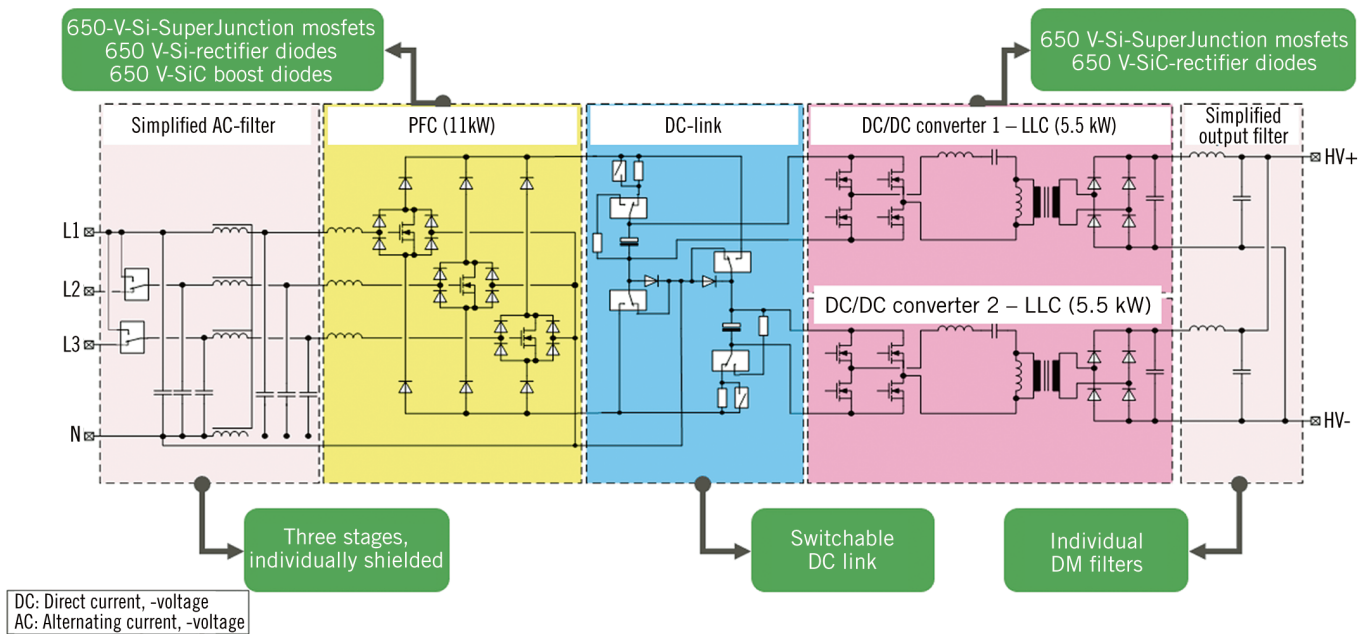 650-V-Si-SuperJunction mosfets
650 V-Si-rectifier diodes
650 V-SiC boost diodes
650 V-Si-SuperJunction mosfets
650 V-SiC-rectifier diodes
Simplified AC-filter
PFC (11kW)
DC-link
DC/DC converter 1 – LLC (5.5 kW)
Simplified
output filter
HV+
L1
L2
L3
N
DC/DC converter 2 – LLC (5.5 kW)
HV-
Three stages,
individually shielded
Switchable
DC link
Individual
DM filters
DC: Direct current, -voltage
AC: Alternating current, -voltage